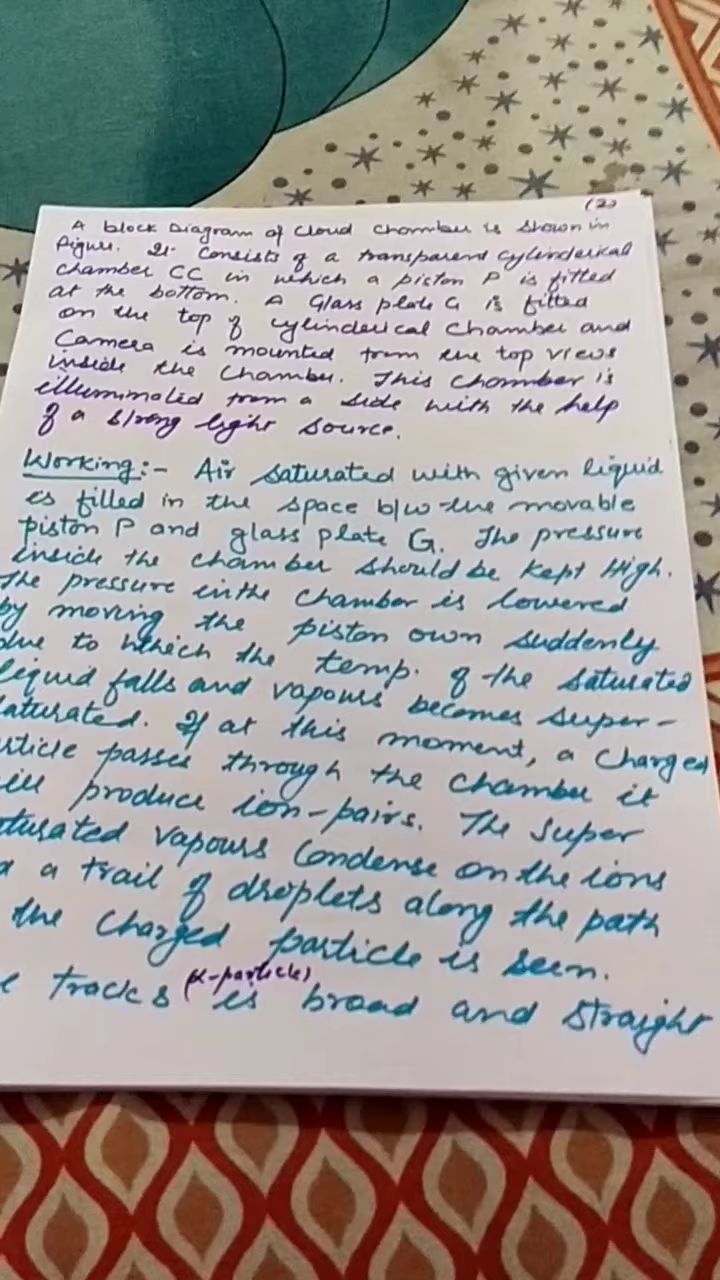 (2)
A block Diagram of Cloud Chamber is shown in
figure. It consists of a transparent cylinderical
chamber CC in which a piston P is fitted
at the bottom. A Glass plate G is fitted
on the top of cylinderical chamber and
Camera is mounted from the top views
inside the chamber. This chamber is
illuminated from a side with the help
of a strong light source.
Working:- Air saturated with given liquid
is filled in the space b/w the movable
piston P and glass plate G. The pressure
inside the chamber should be kept High.
The pressure in the chamber is lowered
by moving the piston own suddenly
due to which the temp. of the saturated
liquid falls and vapours becomes super-
saturated. If at this moment, a charged
rticle passes through the chamber it
ill produce ion-pairs. The super
turated vapours Condense on the ions
a trail of droplets along the path
the charged particle is seen.
(α-particle)
e tracks is broad and straight